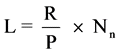 L = R/P × Nₙ